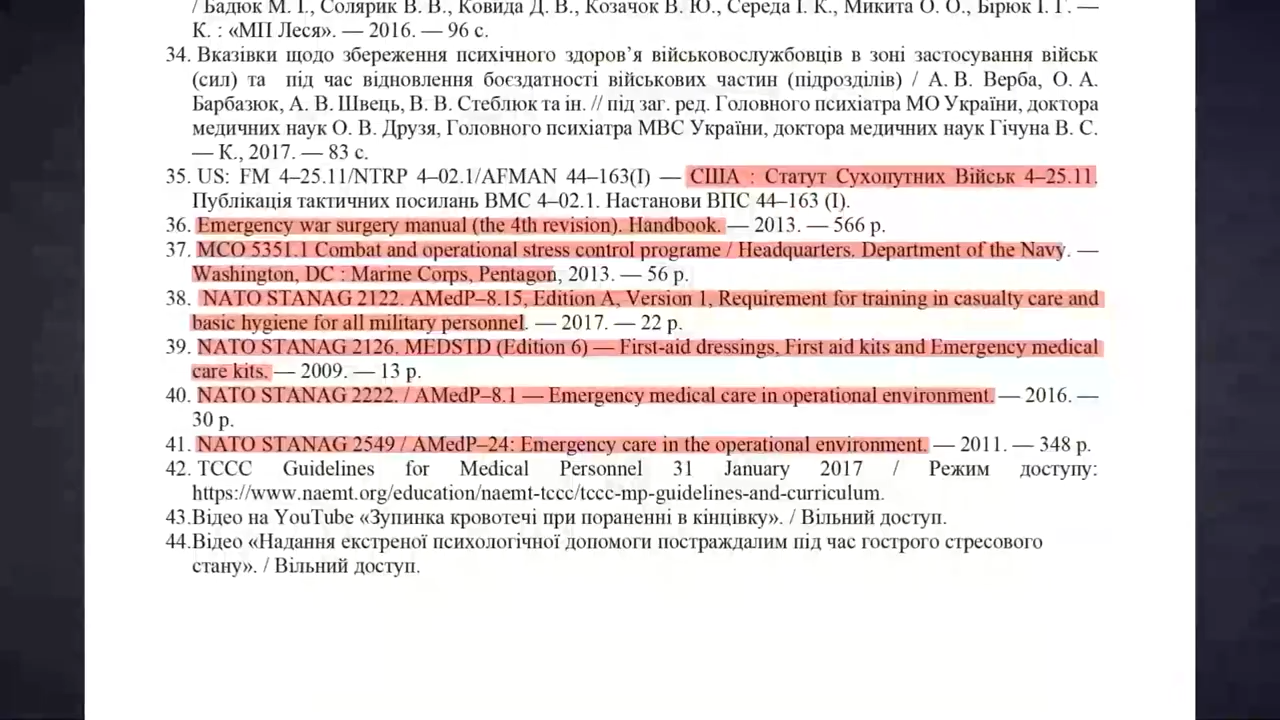 / Бадюк М. І., Солярик В. В., Ковида Д. В., Козачок В. Ю., Середа І. К., Микита О. О., Бірюк І. Г. —
К. : «МП Леся». — 2016. — 96 с.
34. Вказівки щодо збереження психічного здоров’я військовослужбовців в зоні застосування військ
(сил) та під час відновлення боєздатності військових частин (підрозділів) / А. В. Верба, О. А.
Барбазюк, А. В. Швець, В. В. Стеблюк та ін. // під заг. ред. Головного психіатра МО України, доктора
медичних наук О. В. Друзя, Головного психіатра МВС України, доктора медичних наук Гічуна В. С.
— К., 2017. — 83 с.
35. US: FM 4–25.11/NTRP 4–02.1/AFMAN 44–163(I) — США : Статут Сухопутних Військ 4–25.11.
Публікація тактичних посилань ВМС 4–02.1. Настанови ВПС 44–163 (I).
36. Emergency war surgery manual (the 4th revision). Handbook. — 2013. — 566 p.
37. MCO 5351.1 Combat and operational stress control programe / Headquarters. Department of the Navy. —
Washington, DC : Marine Corps, Pentagon, 2013. — 56 p.
38. NATO STANAG 2122. AMedP–8.15, Edition A, Version 1, Requirement for training in casualty care and
basic hygiene for all military personnel. — 2017. — 22 p.
39. NATO STANAG 2126. MEDSTD (Edition 6) — First-aid dressings, First aid kits and Emergency medical
care kits. — 2009. — 13 p.
40. NATO STANAG 2222. / AMedP–8.1 — Emergency medical care in operational environment. — 2016. —
30 p.
41. NATO STANAG 2549 / AMedP–24: Emergency care in the operational environment. — 2011. — 348 p.
42. TCCC Guidelines for Medical Personnel 31 January 2017 / Режим доступу:
https://www.naemt.org/education/naemt-tccc/tccc-mp-guidelines-and-curriculum.
43.Відео на YouTube «Зупинка кровотечі при пораненні в кінцівку». / Вільний доступ.
44.Відео «Надання екстреної психологічної допомоги постраждалим під час гострого стресового
стану». / Вільний доступ.